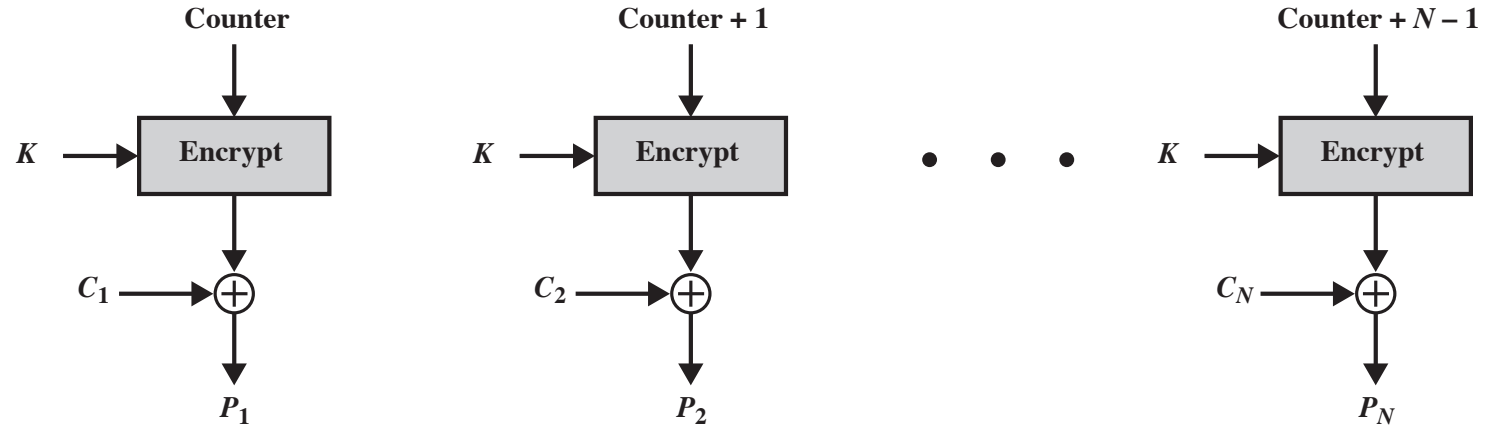 Counter
Counter + 1
Counter + N – 1
K
Encrypt
K
Encrypt
K
Encrypt
C1
C2
CN
P1
P2
PN